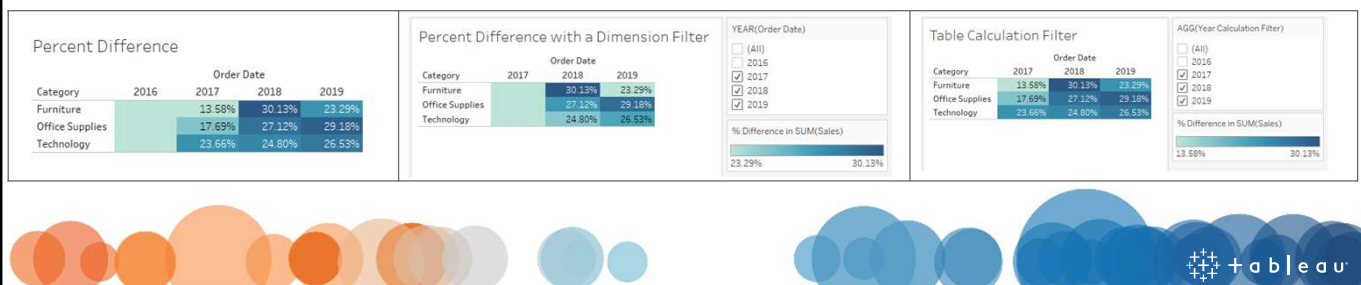 Percent Difference
Order Date
Category 2016 2017 2018 2019
Furniture 13.58% 30.13% 23.29%
Office Supplies 17.69% 27.12% 29.18%
Technology 23.66% 24.80% 26.53%
Percent Difference with a Dimension Filter
Order Date
Category 2017 2018 2019
Furniture 30.13% 23.29%
Office Supplies 27.12% 29.18%
Technology 24.80% 26.53%
YEAR(Order Date)
(All)
2016
2017
2018
2019
% Difference in SUM(Sales)
23.29% 30.13%
Table Calculation Filter
Order Date
Category 2017 2018 2019
Furniture 13.58% 30.13% 23.29%
Office Supplies 17.69% 27.12% 29.18%
Technology 23.66% 24.80% 26.53%
AGG(Year Calculation Filter)
(All)
2016
2017
2018
2019
% Difference in SUM(Sales)
13.58% 30.13%
+ableau